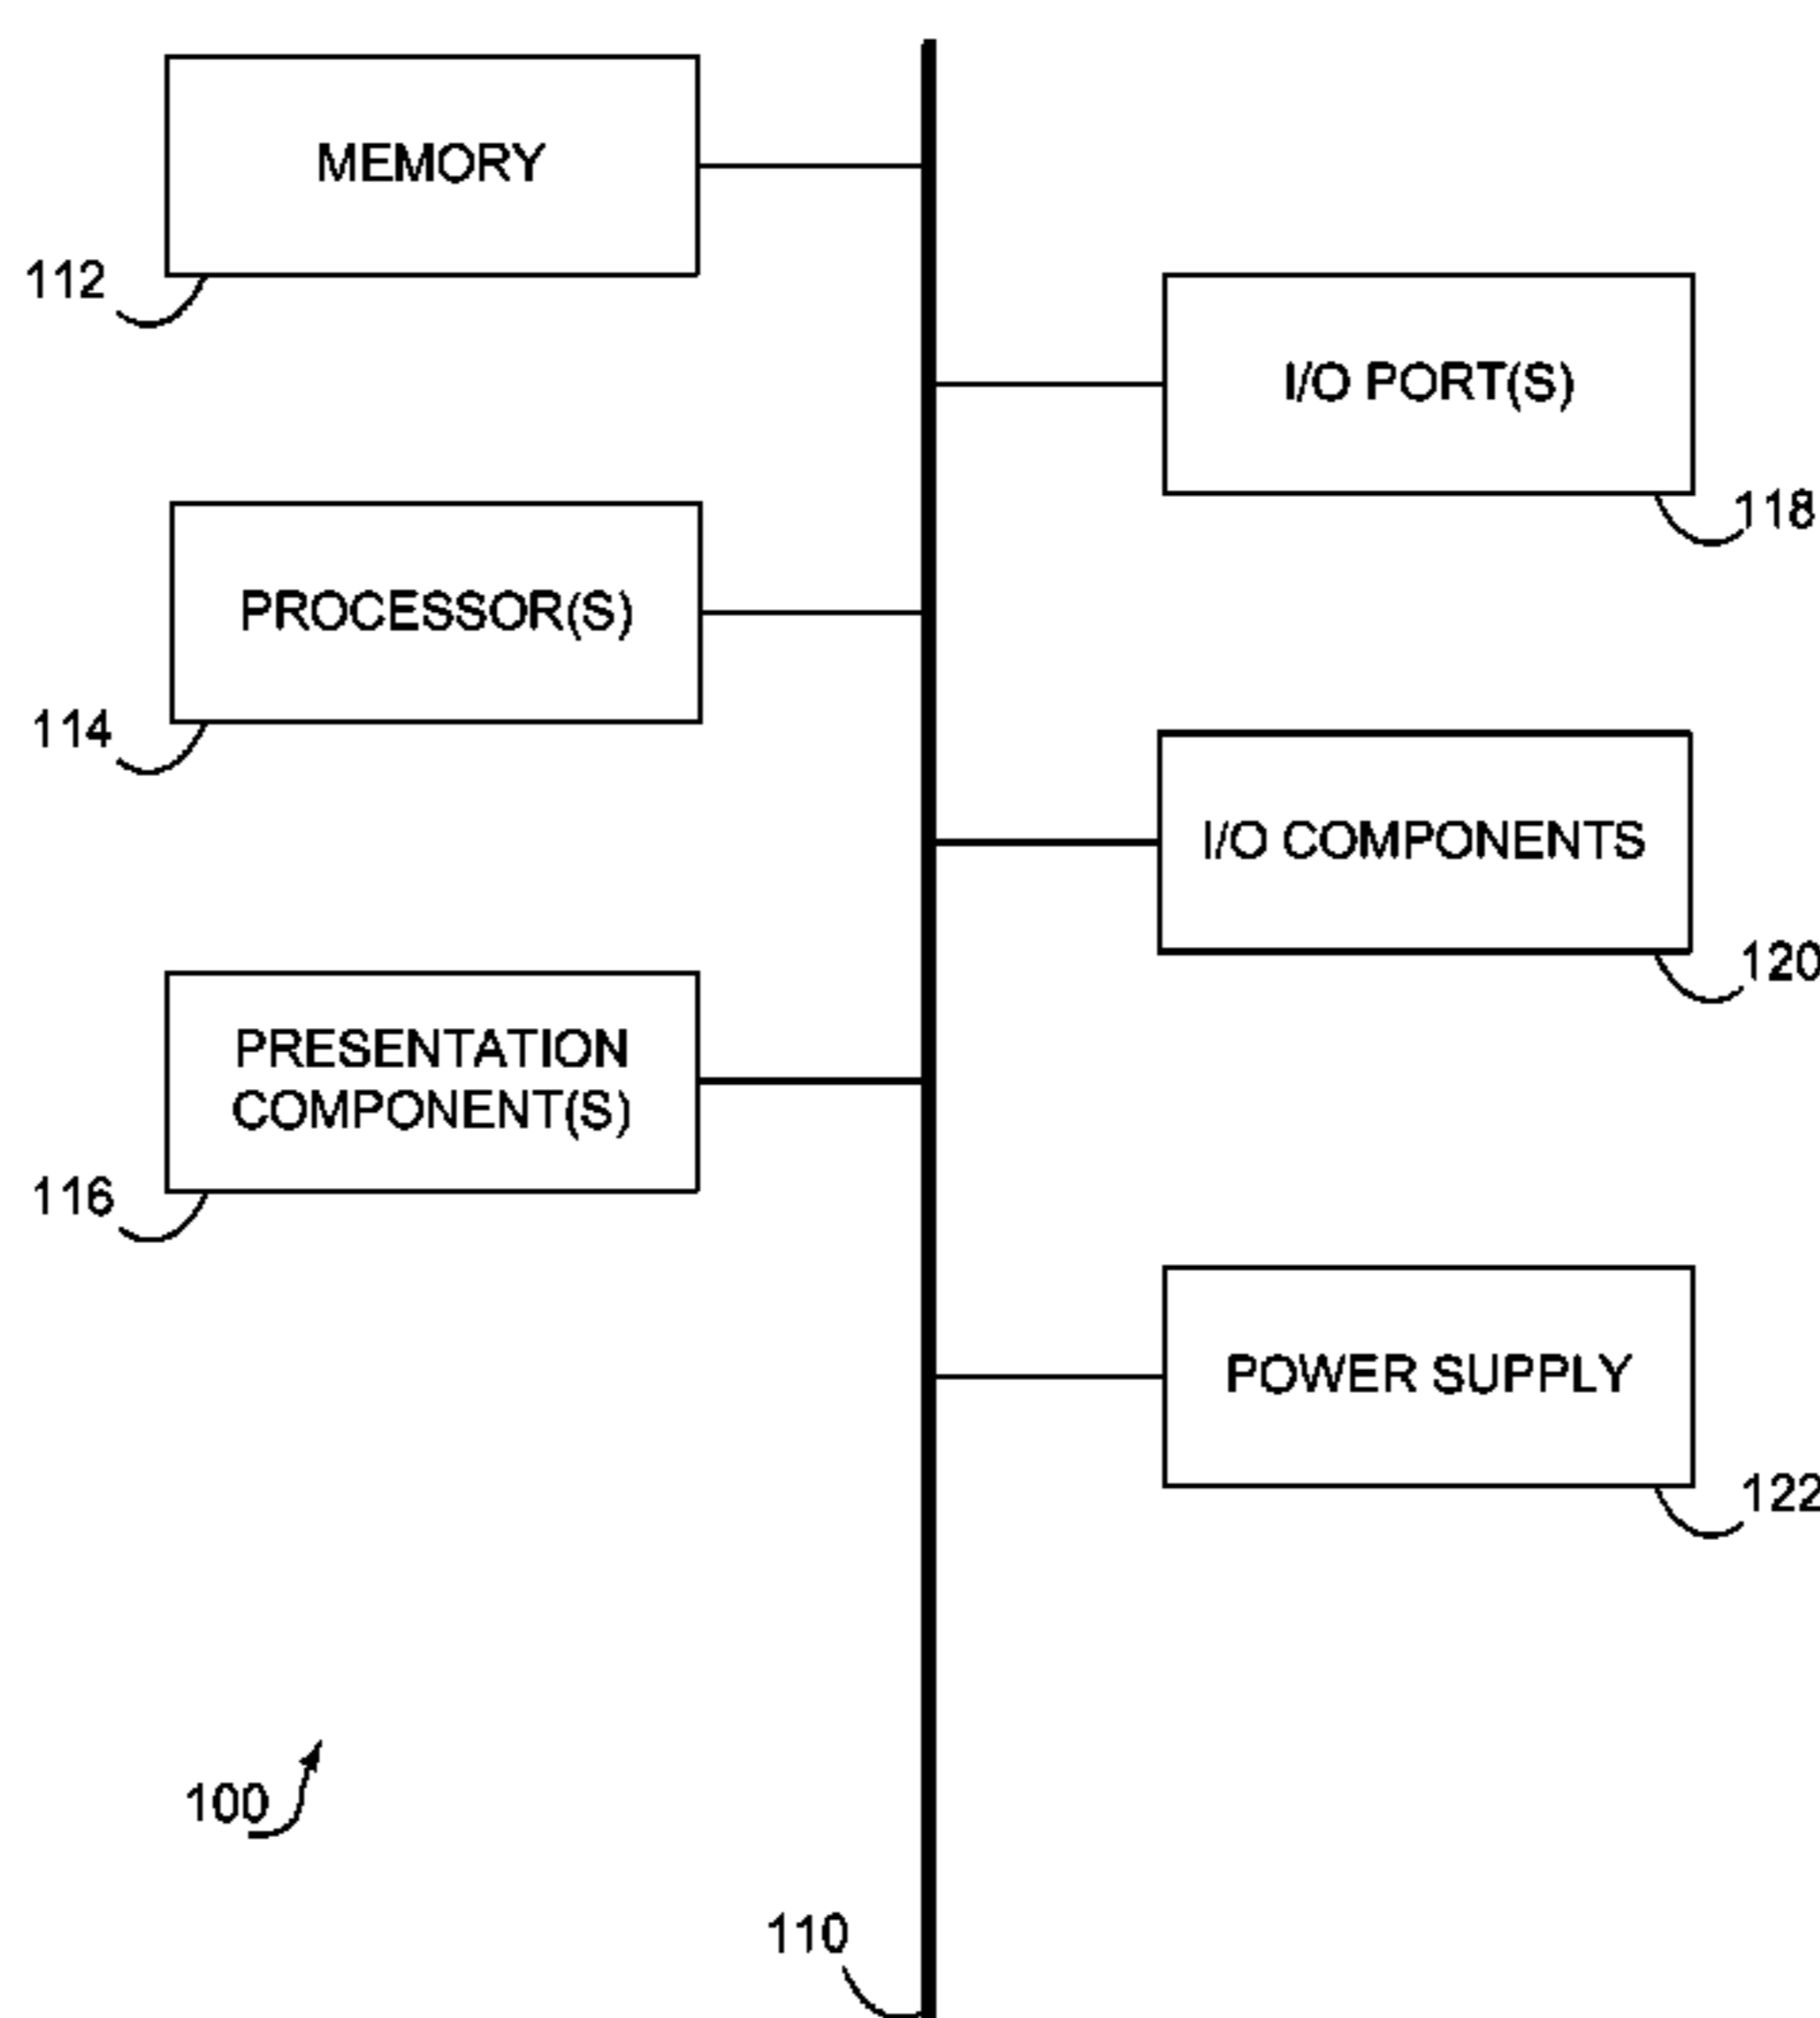 MEMORY
112
I/O PORT(S)
118
PROCESSOR(S)
114
I/O COMPONENTS
120
PRESENTATION
COMPONENT(S)
116
POWER SUPPLY
122
100
110